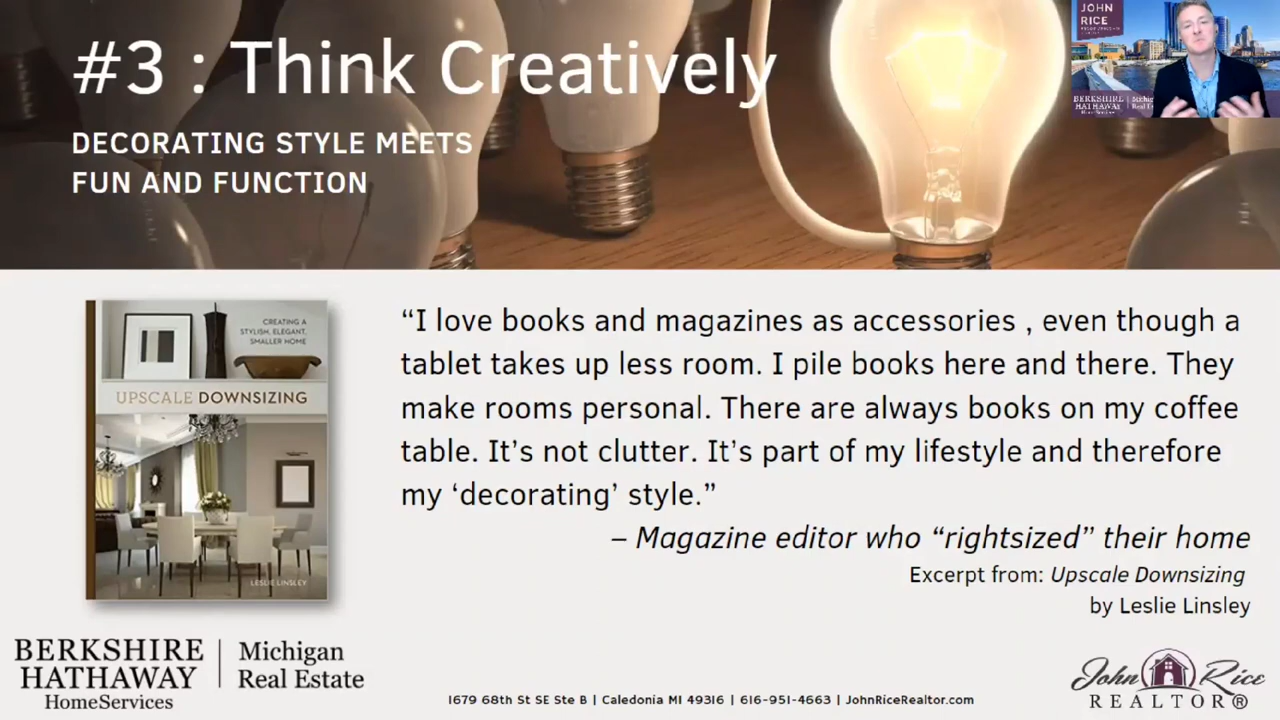 #3 : Think Creatively
DECORATING STYLE MEETS
FUN AND FUNCTION
JOHN
RICE
BERKSHIRE
HATHAWAY
HomeServices
CREATING A
STYLISH, ELEGANT,
SMALLER HOME
UPSCALE DOWNSIZING
LESLIE LINSLEY
“I love books and magazines as accessories , even though a
tablet takes up less room. I pile books here and there. They
make rooms personal. There are always books on my coffee
table. It’s not clutter. It’s part of my lifestyle and therefore
my ‘decorating’ style.”
– Magazine editor who “rightsized” their home
Excerpt from: Upscale Downsizing
by Leslie Linsley
BERKSHIRE
HATHAWAY
HomeServices
Michigan
Real Estate
1679 68th St SE Ste B | Caledonia MI 49316 | 616-951-4663 | JohnRiceRealtor.com
John Rice
REALTOR®